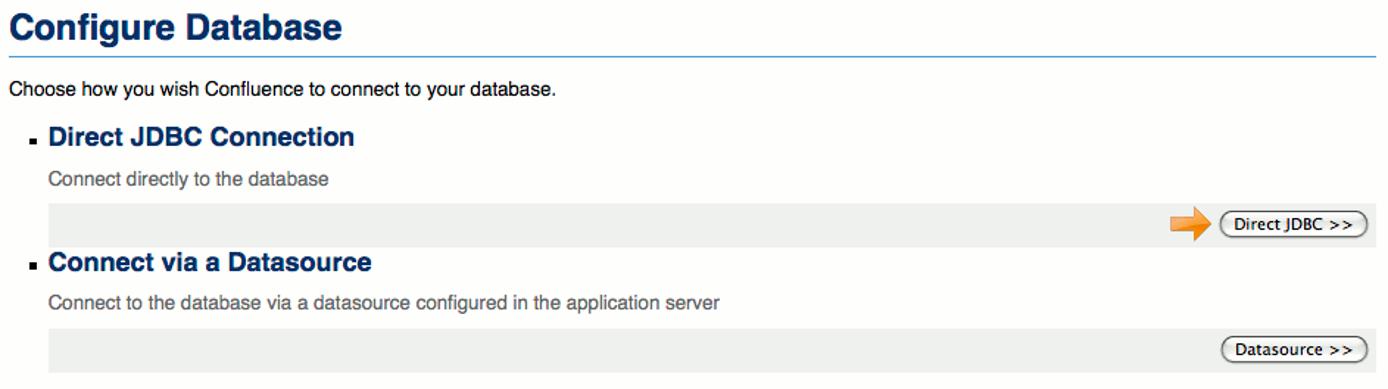 Configure Database
Choose how you wish Confluence to connect to your database.
Direct JDBC Connection
Connect directly to the database
Direct JDBC >>
Connect via a Datasource
Connect to the database via a datasource configured in the application server
Datasource >>